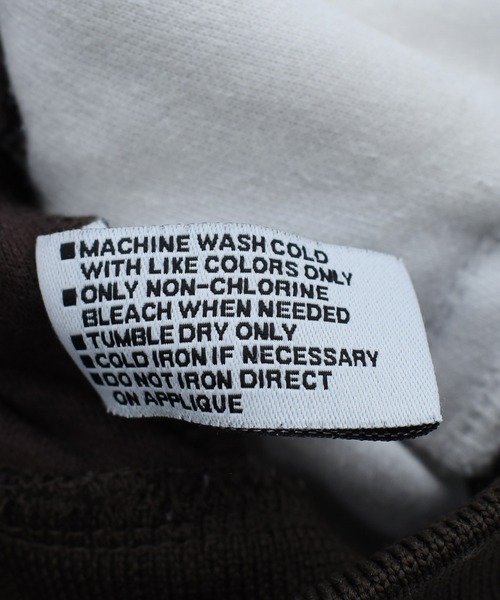 ■MACHINE WASH COLD
WITH LIKE COLORS ONLY
■ONLY NON-CHLORINE
BLEACH WHEN NEEDED
■TUMBLE DRY ONLY
■COLD IRON IF NECESSARY
■DO NOT IRON DIRECT
ON APPLIQUE